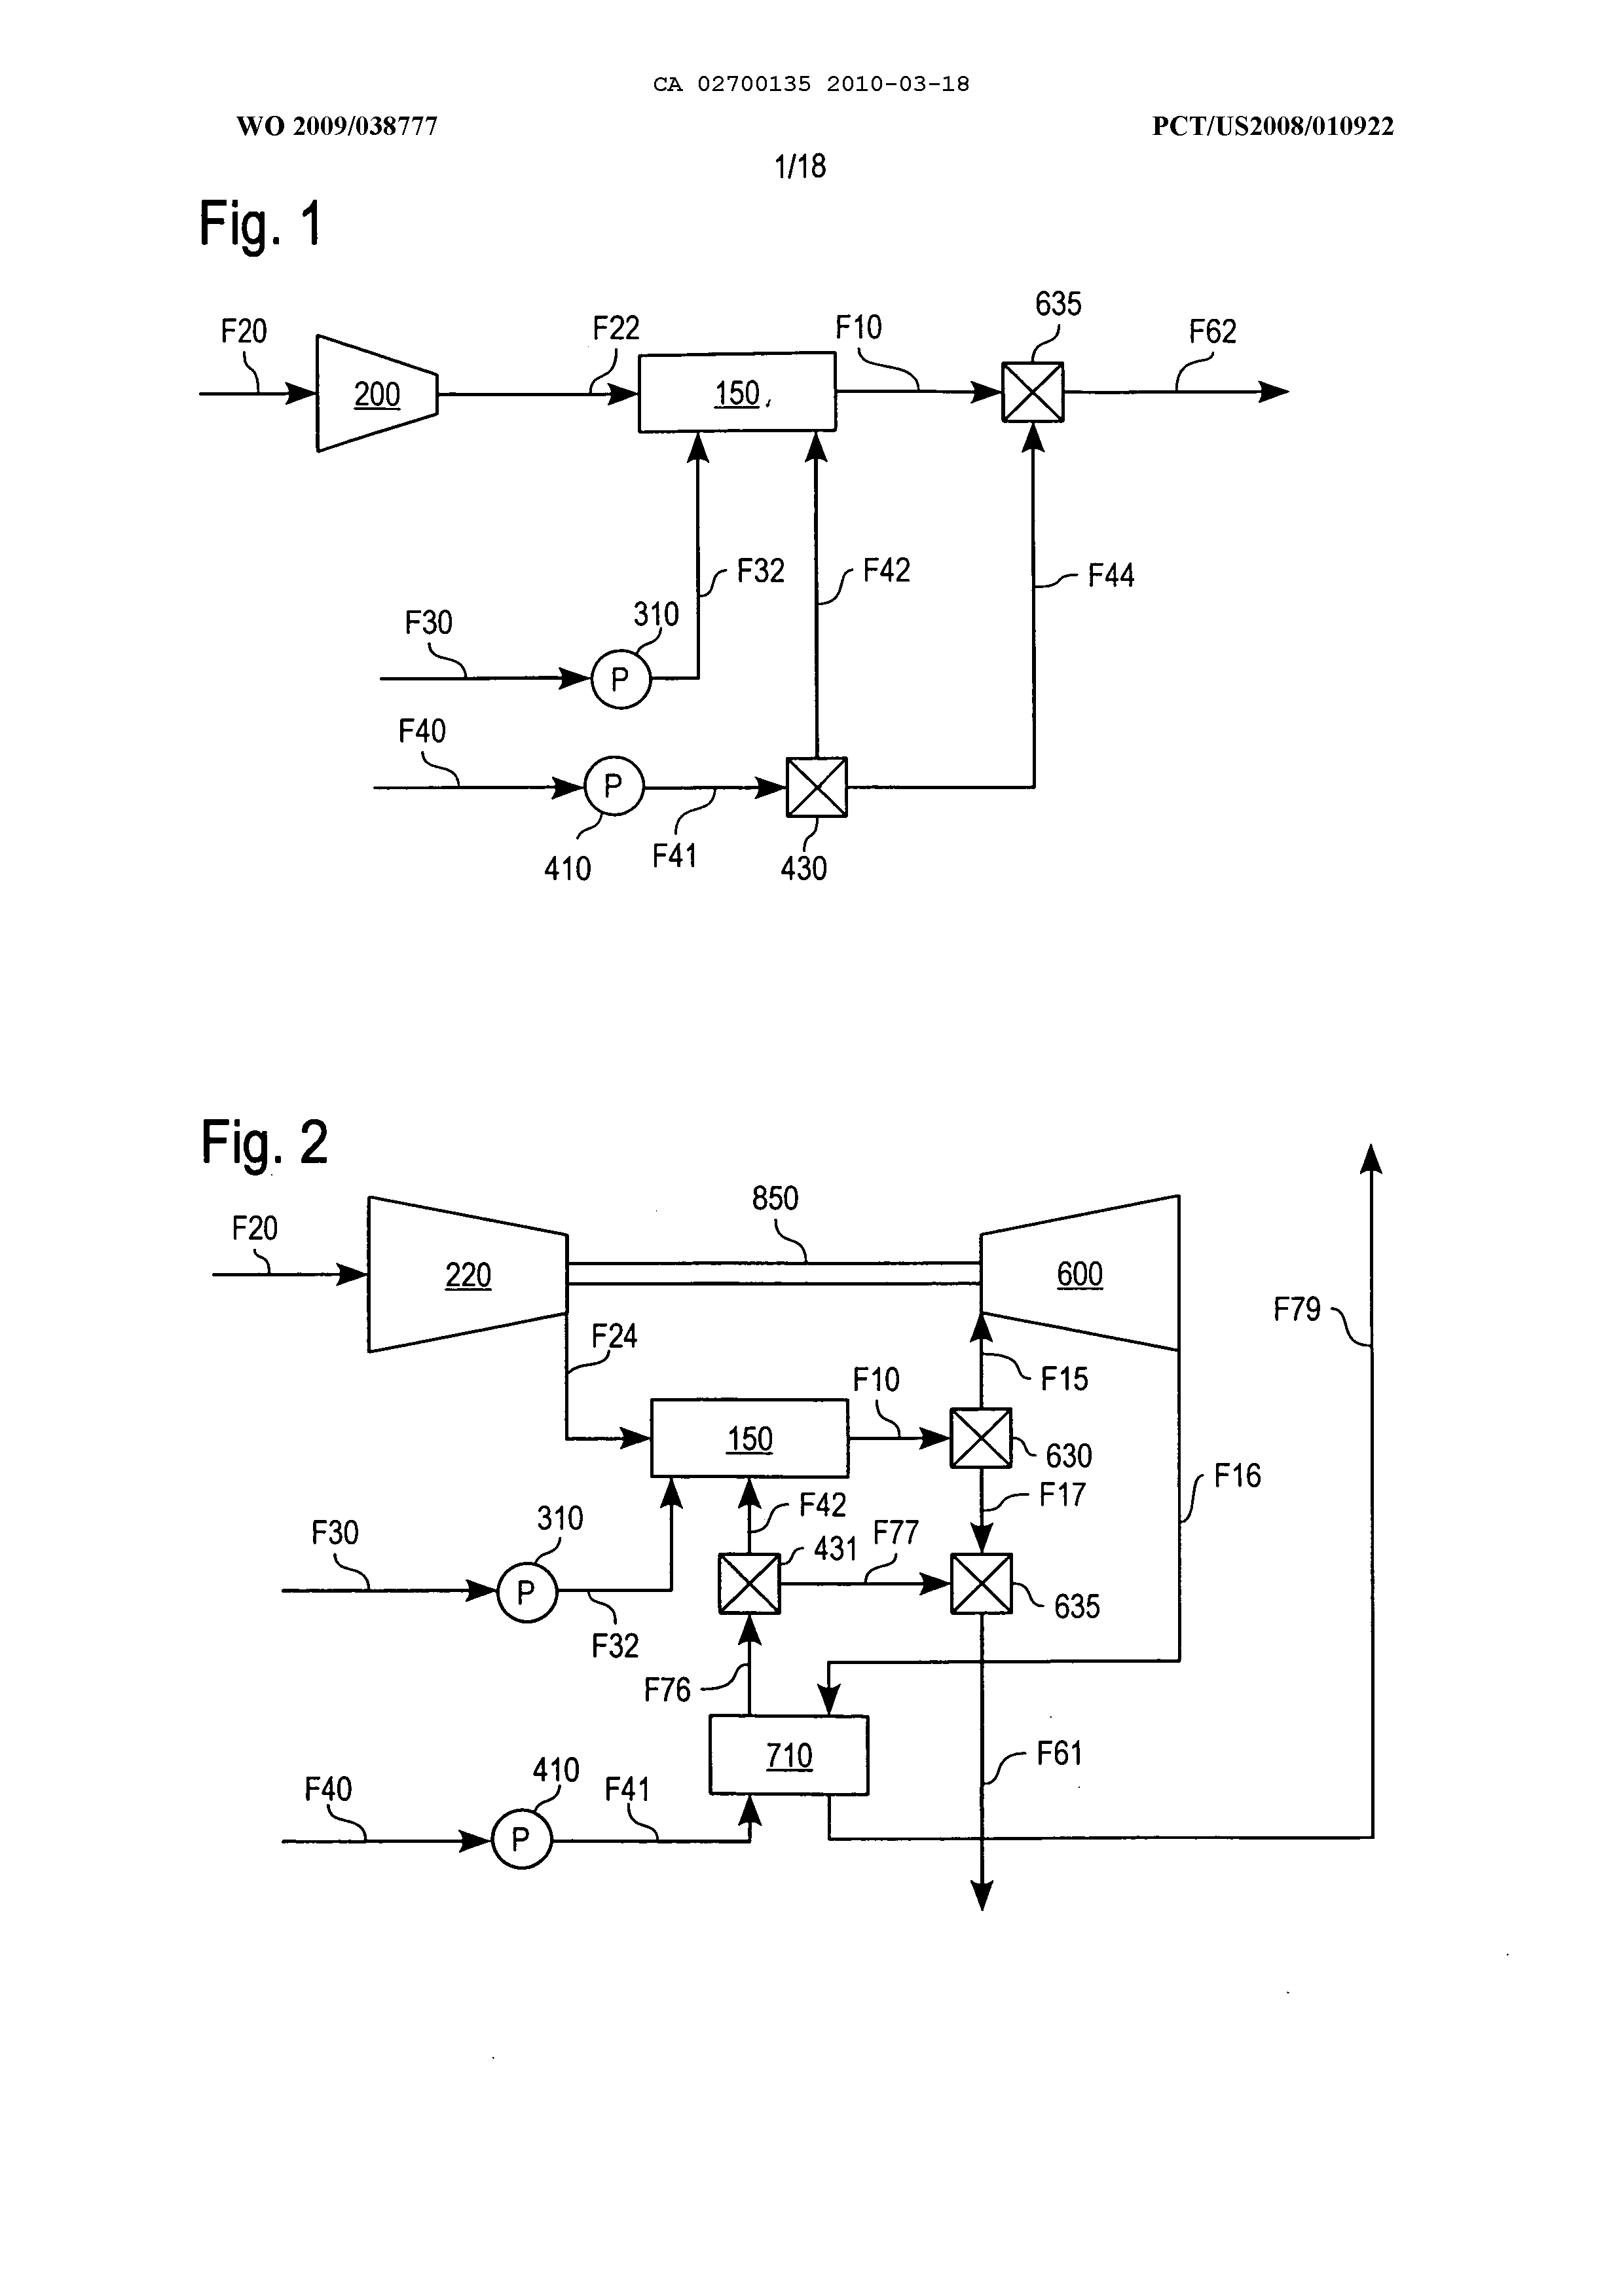 CA 02700135 2010-03-18
WO 2009/038777
PCT/US2008/010922
1/18
Fig. 1
F20
200
F22
150
F10
635
F62
F32
F42
F44
F30
310
P
F40
P
410
F41
430
Fig. 2
F20
220
850
600
F79
F24
F15
F10
150
630
F16
F17
F42
F30
310
P
F32
431
F77
635
F76
710
F61
F40
410
P
F41